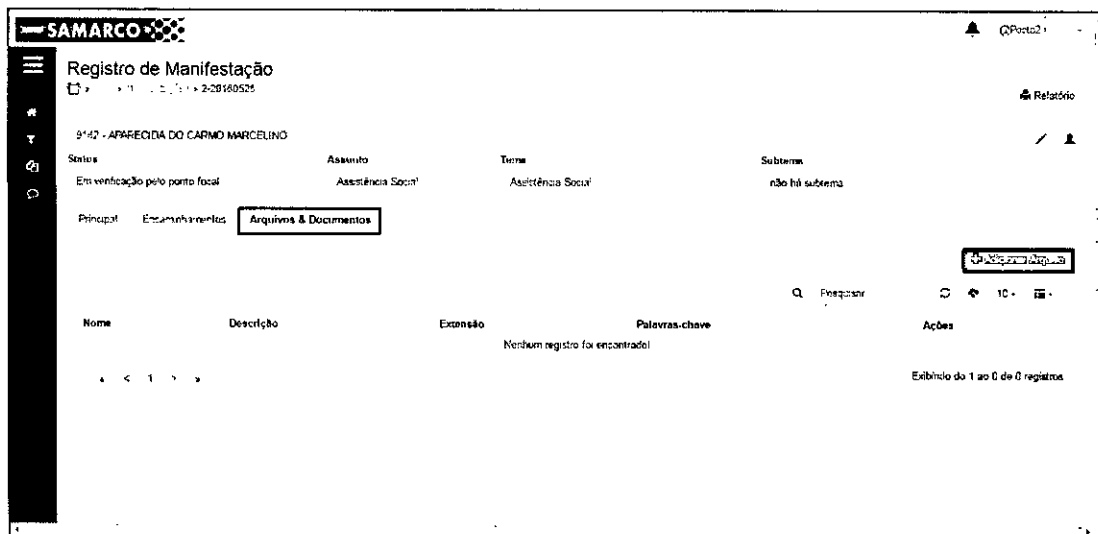 SAMARCO
@Posto2
Registro de Manifestação
2-20160526
Relatório
9142 - APARECIDA DO CARMO MARCELINO
Status Assunto Tema Subtema
Em verificação pelo ponto focal Assistência Social Assistência Social não há subtema
Principal Encaminhamentos Arquivos & Documentos
Pesquisar 10
Nome Descrição Extensão Palavras-chave Ações
Nenhum registro foi encontrado!
« < 1 > » Exibindo do 1 ao 0 de 0 registros